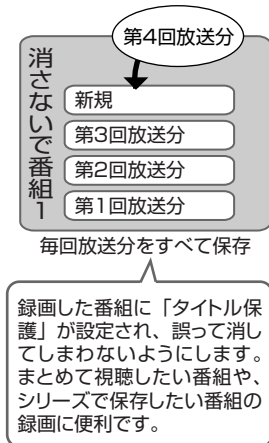 第4回放送分
消さないで番組1
新規
第3回放送分
第2回放送分
第1回放送分
毎回放送分をすべて保存
録画した番組に「タイトル保
護」が設定され、誤って消し
てしまわないようにします。
まとめて視聴したい番組や、
シリーズで保存したい番組の
録画に便利です。